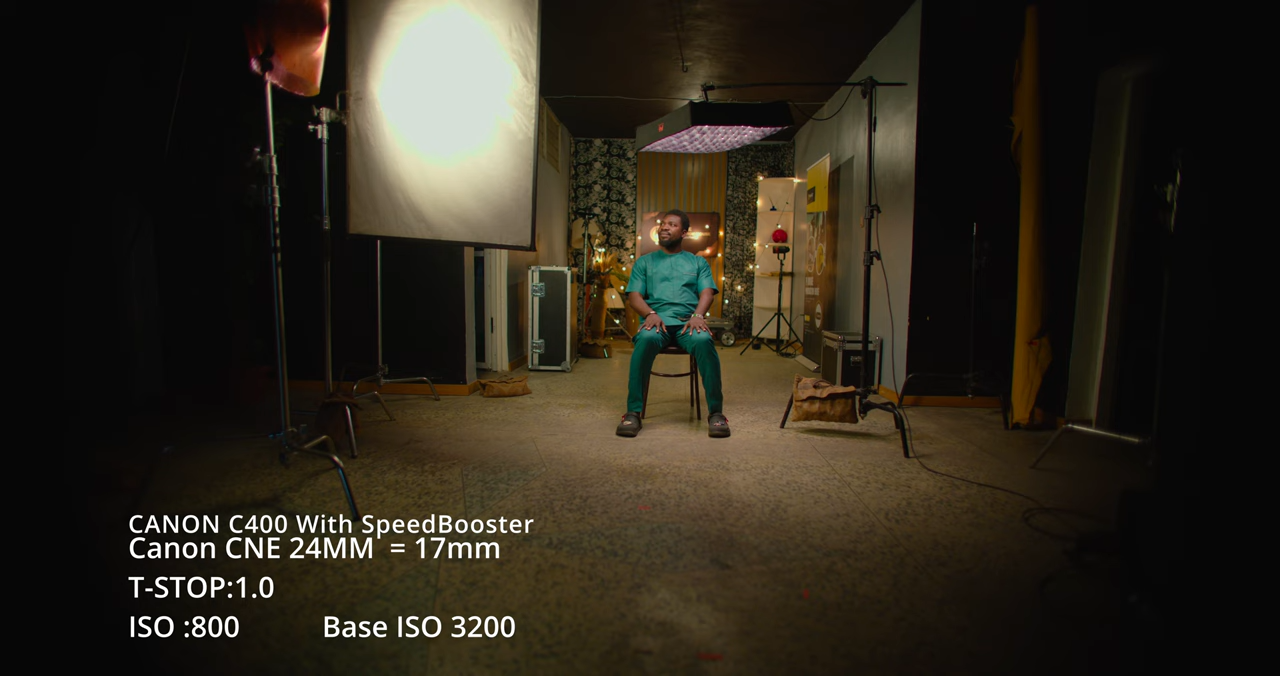 CANON C400 With SpeedBooster
Canon CNE 24MM = 17mm
T-STOP:1.0
ISO :800 Base ISO 3200